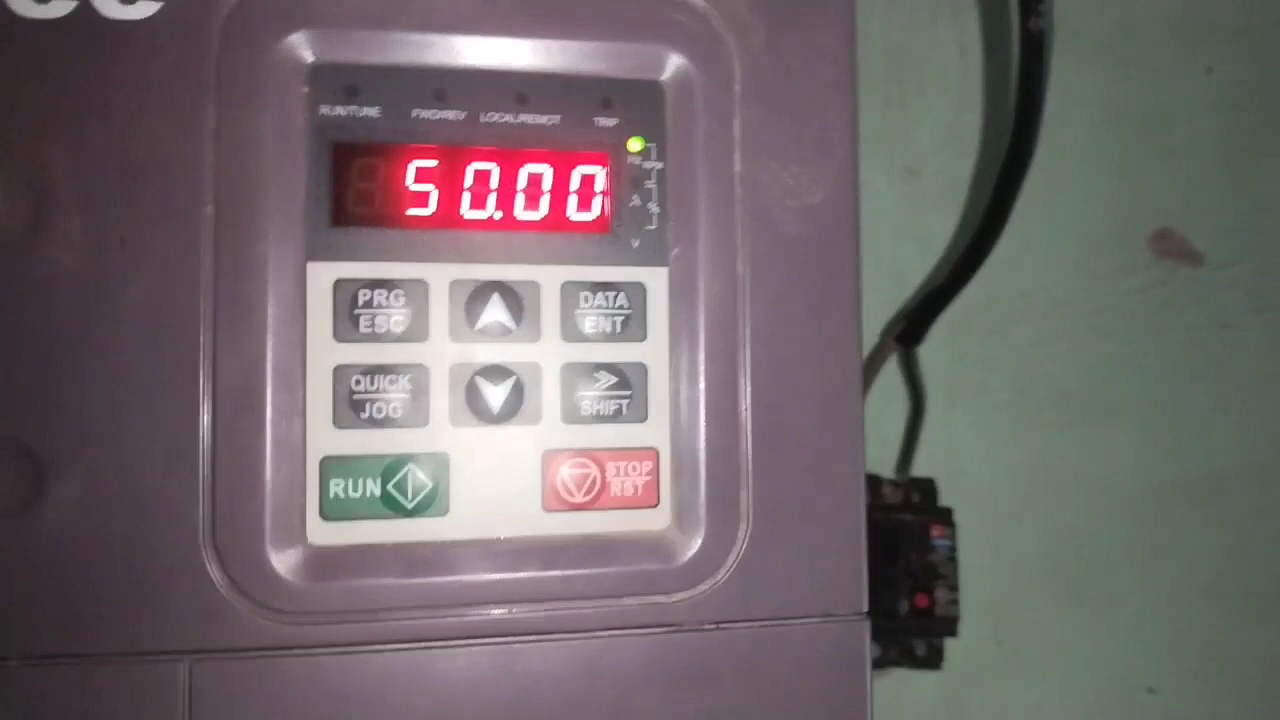 RUN/TUNE FWD/REV LOCAL/REMOT TRIP
50.00
HZ
A
%
V
PRG
ESC
DATA
ENT
QUICK
JOG
SHIFT
RUN
STOP
RST